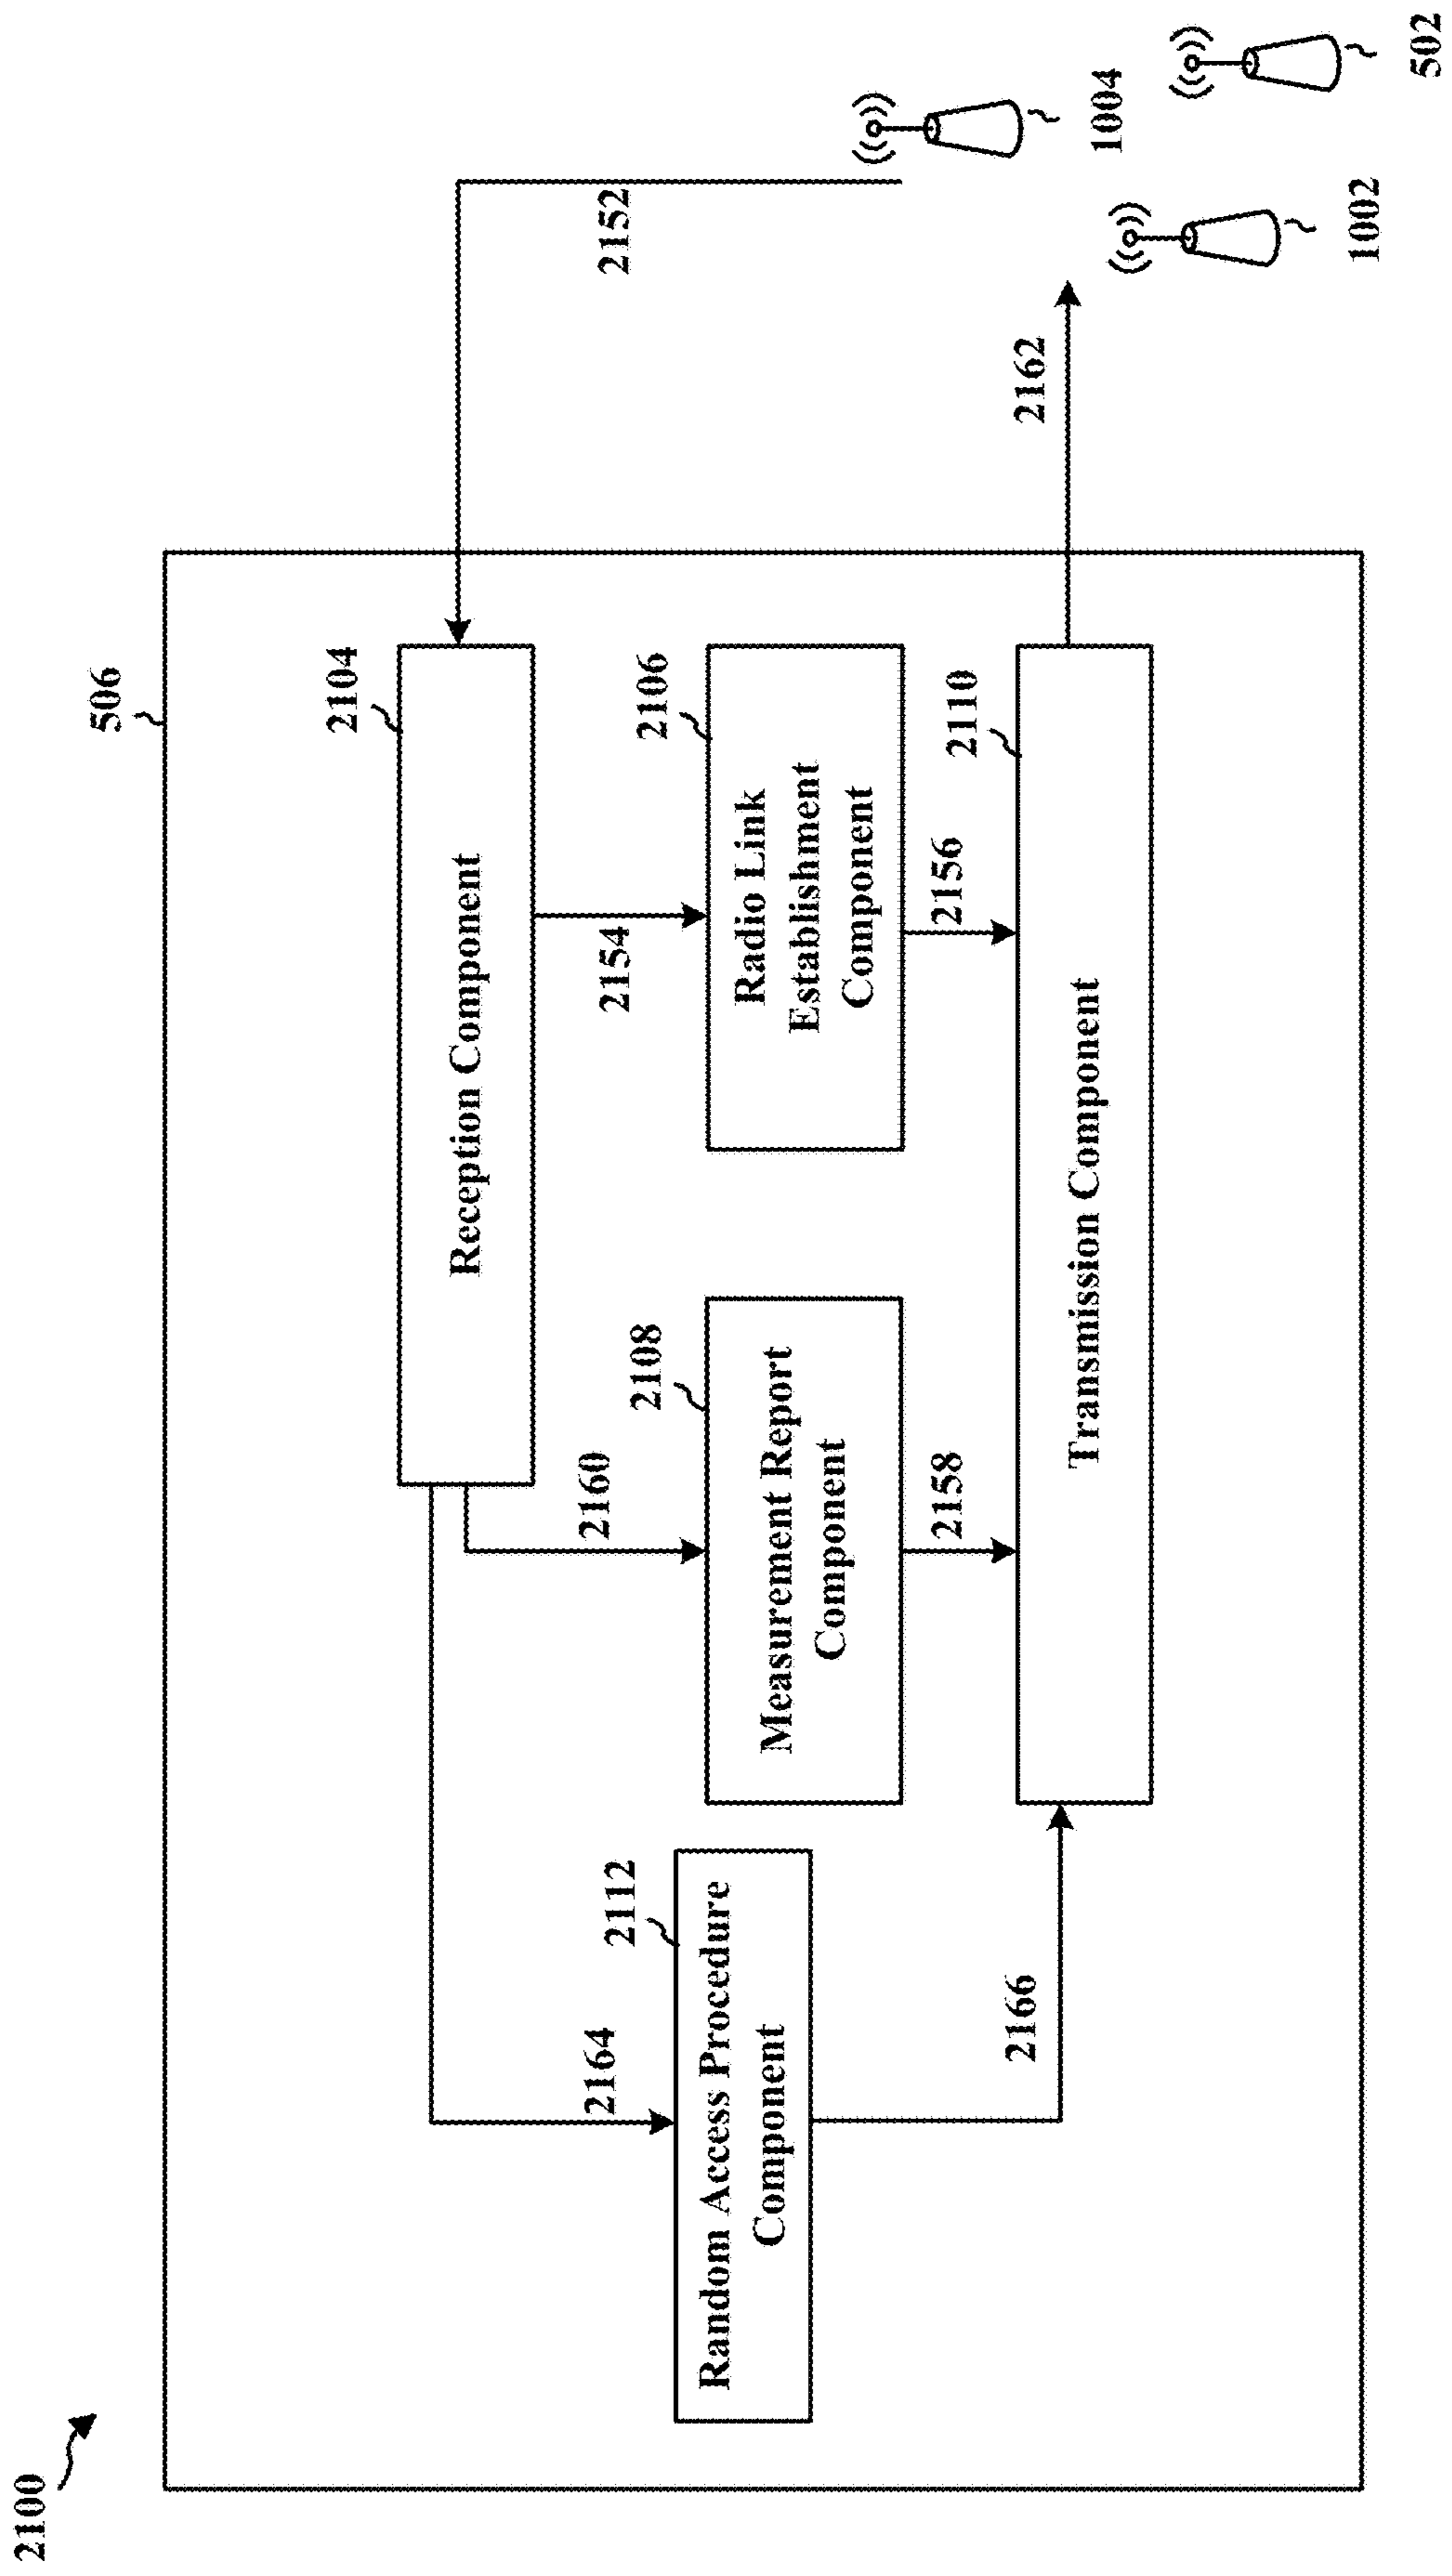 2100
506
2104
Reception Component
2152
1004
502
1002
2154
2160
2164
2106
Radio Link
Establishment
Component
2108
Measurement Report
Component
2112
Random Access Procedure
Component
2156
2158
2166
2110
Transmission Component
2162